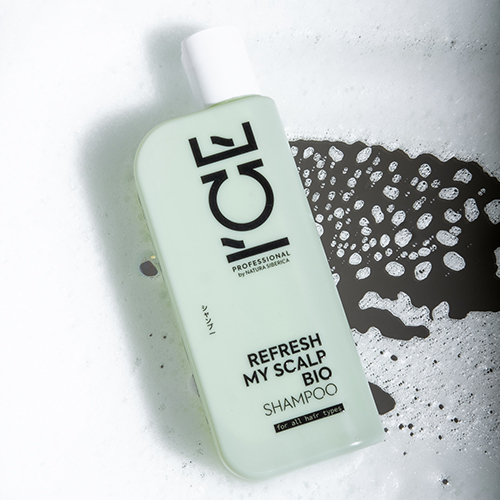 I'CE
PROFESSIONAL
by NATURA SIBERICA
シャンプー
REFRESH
MY SCALP
BIO
SHAMPOO
for all hair types